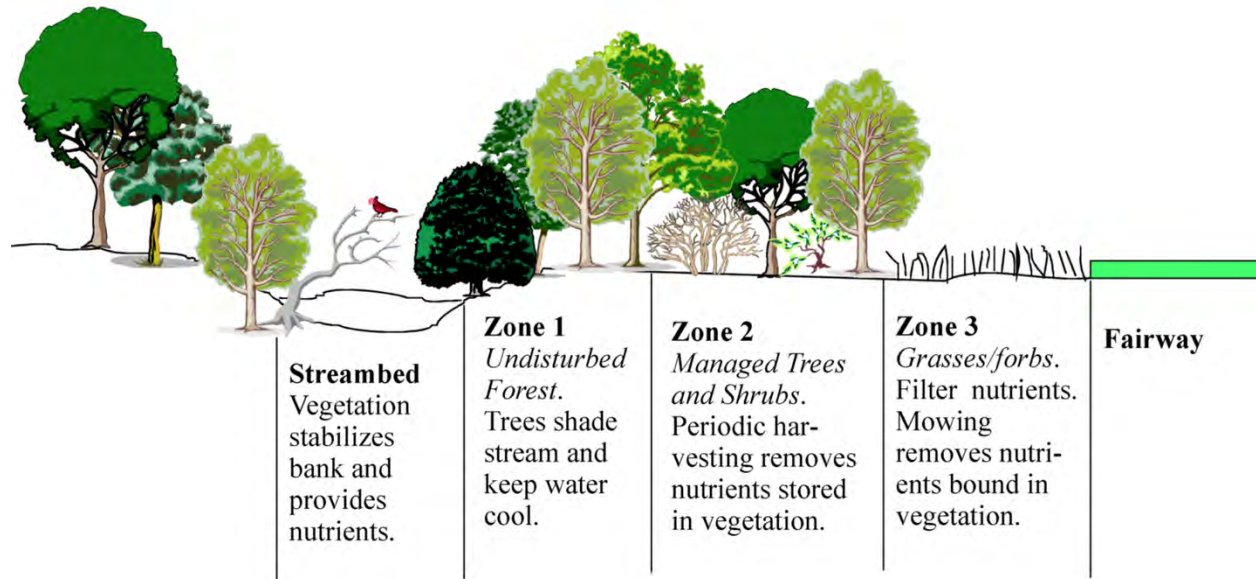 Streambed
Vegetation
stabilizes
bank and
provides
nutrients.
Zone 1
Undisturbed
Forest.
Trees shade
stream and
keep water
cool.
Zone 2
Managed Trees
and Shrubs.
Periodic har-
vesting removes
nutrients stored
in vegetation.
Zone 3
Grasses/forbs.
Filter nutrients.
Mowing
removes nutri-
ents bound in
vegetation.
Fairway